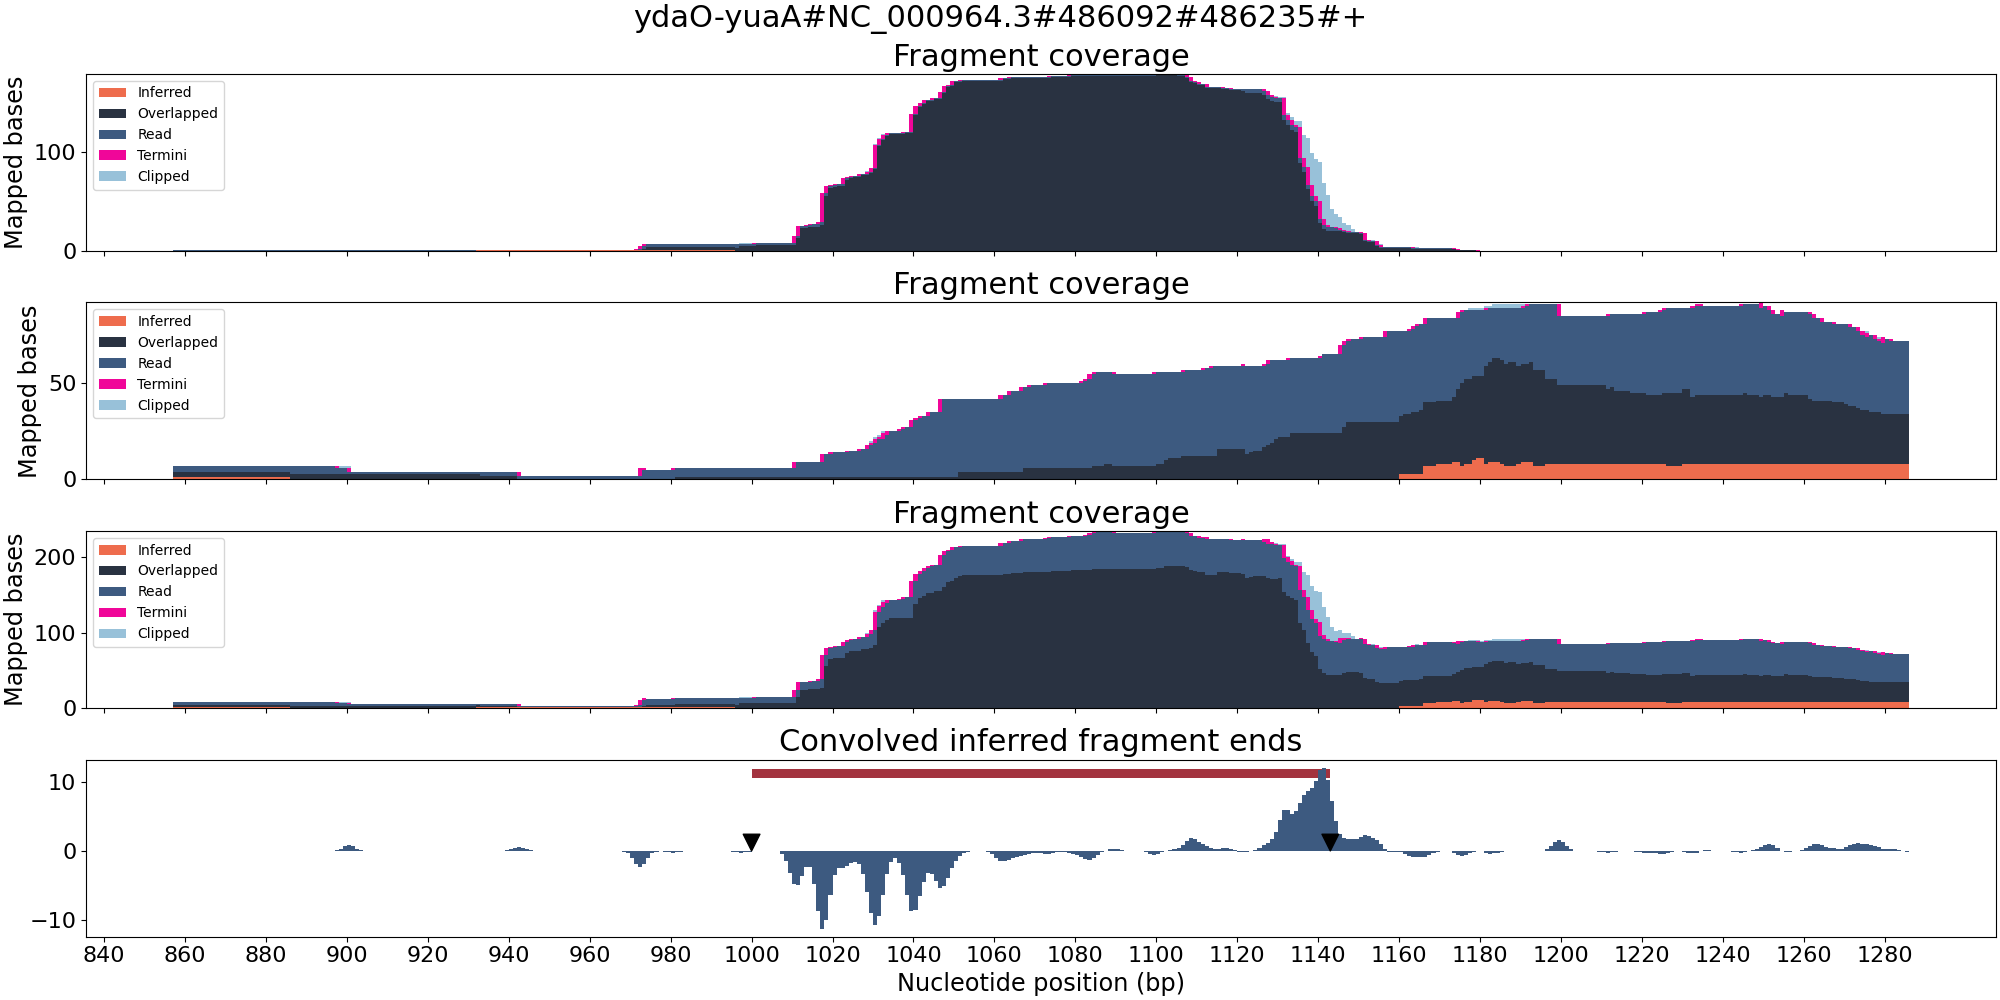 ydaO-yuaA#NC_000964.3#486092#486235#+
Fragment coverage
Mapped bases
100
0
Inferred
Overlapped
Read
Termini
Clipped
Fragment coverage
Mapped bases
50
0
Inferred
Overlapped
Read
Termini
Clipped
Fragment coverage
Mapped bases
200
100
0
Inferred
Overlapped
Read
Termini
Clipped
Convolved inferred fragment ends
10
0
−10
840 860 880 900 920 940 960 980 1000 1020 1040 1060 1080 1100 1120 1140 1160 1180 1200 1220 1240 1260 1280
Nucleotide position (bp)